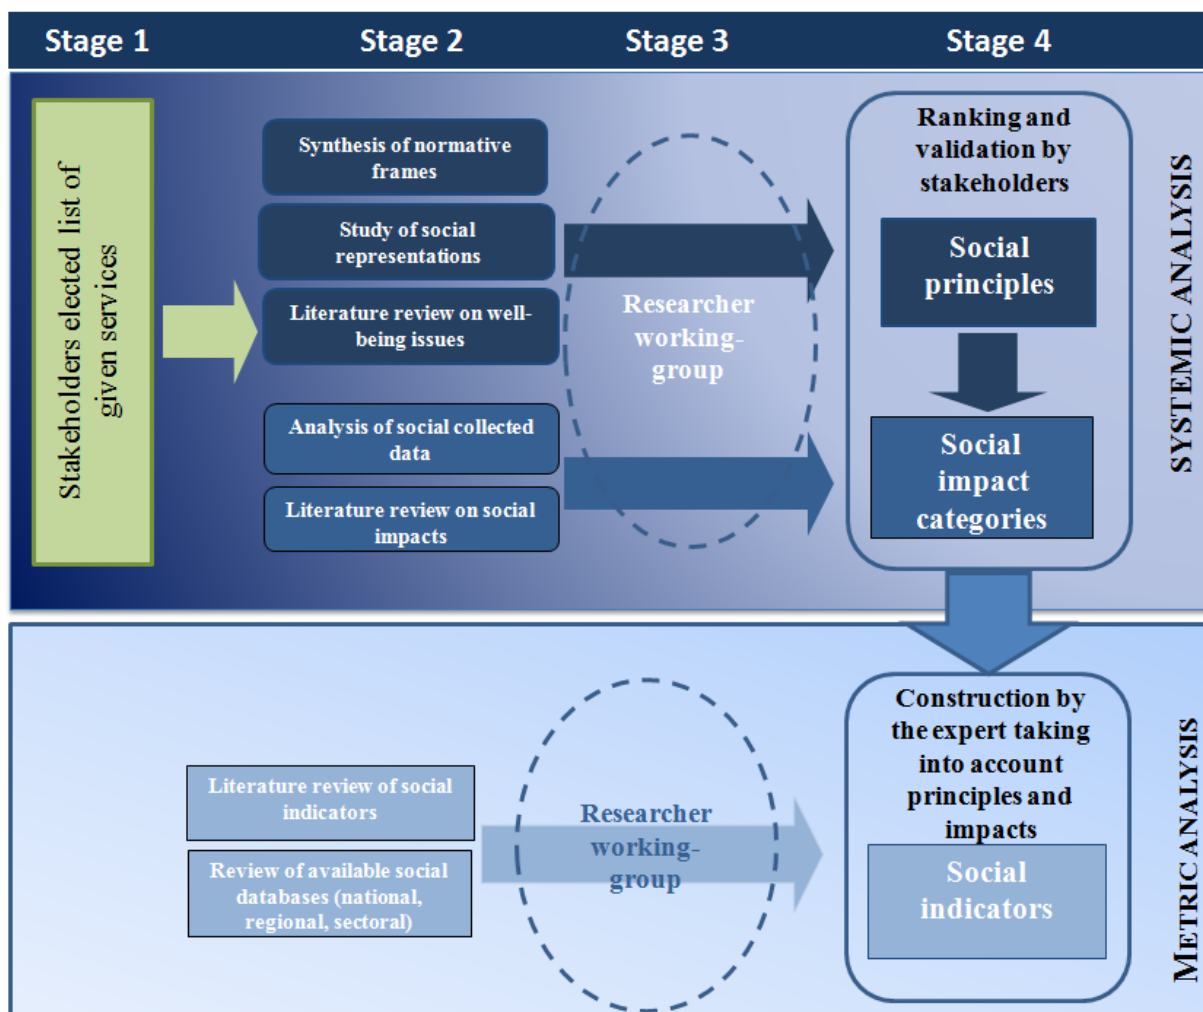 Stage 1
Stage 2
Stage 3
Stage 4
Stakeholders elected list of
given services
Synthesis of normative
frames
Study of social
representations
Literature review on well-
being issues
Analysis of social collected
data
Literature review on social
impacts
Researcher
working-
group
Ranking and
validation by
stakeholders
Social
principles
Social
impact
categories
SYSTEMIC ANALYSIS
Literature review of social
indicators
Review of available social
databases (national,
regional, sectoral)
Researcher
working-
group
Construction by
the expert taking
into account
principles and
impacts
Social
indicators
METRIC ANALYSIS